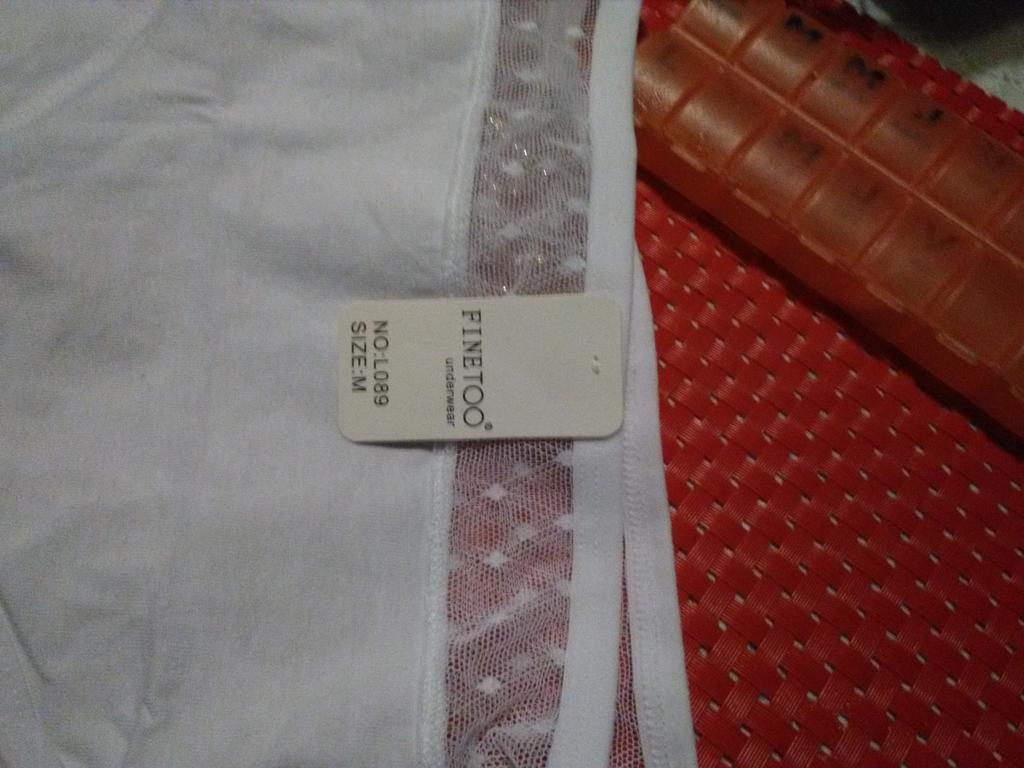 FINETOO®
underwear
NO:L089
SIZE:M
M